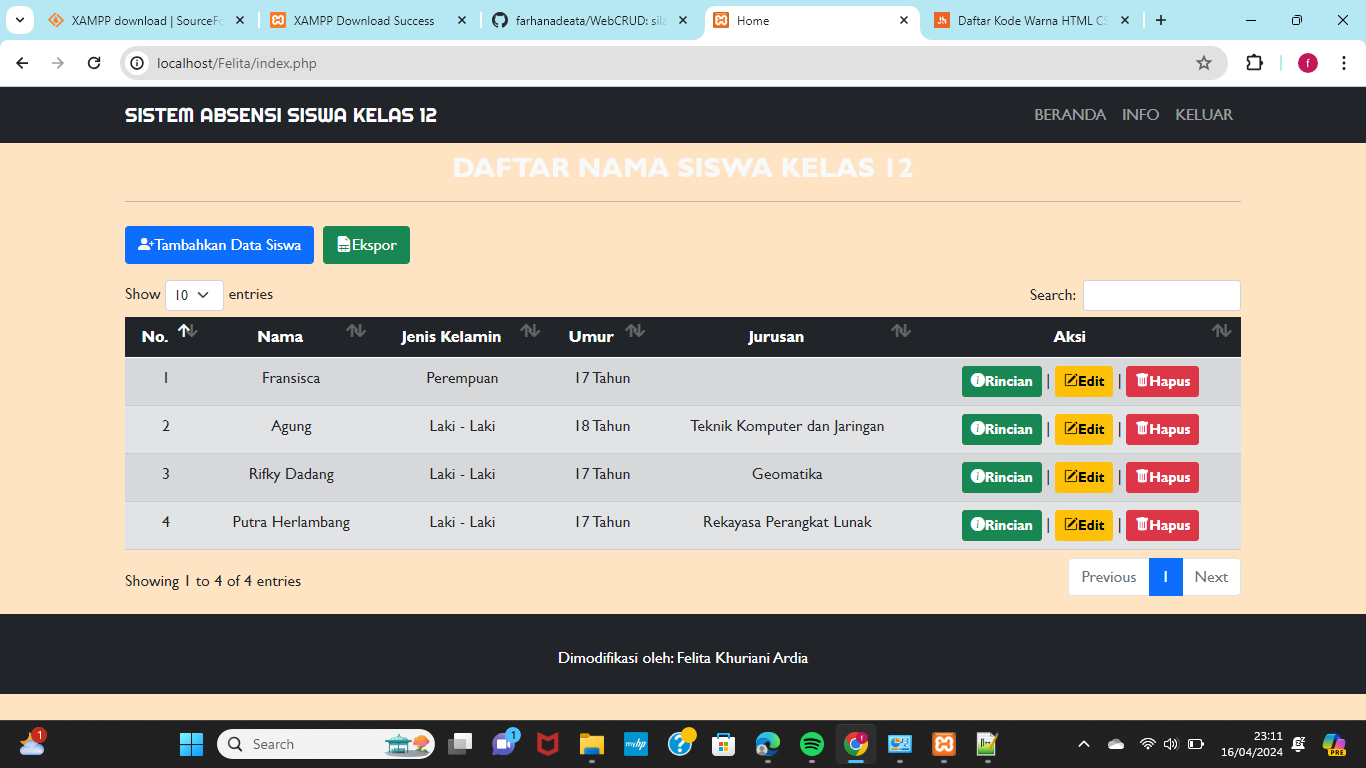 XAMPP download | SourceFo
XAMPP Download Success
farhanadeata/WebCRUD: sila
Home
Daftar Kode Warna HTML CS
localhost/Felita/index.php
f
SISTEM ABSENSI SISWA KELAS 12
BERANDA INFO KELUAR
DAFTAR NAMA SISWA KELAS 12
Tambahkan Data Siswa Ekspor
Show 10 entries Search:
No. Nama Jenis Kelamin Umur Jurusan Aksi
1 Fransisca Perempuan 17 Tahun Rincian | Edit | Hapus
2 Agung Laki - Laki 18 Tahun Teknik Komputer dan Jaringan Rincian | Edit | Hapus
3 Rifky Dadang Laki - Laki 17 Tahun Geomatika Rincian | Edit | Hapus
4 Putra Herlambang Laki - Laki 17 Tahun Rekayasa Perangkat Lunak Rincian | Edit | Hapus
Showing 1 to 4 of 4 entries Previous 1 Next
Dimodifikasi oleh: Felita Khuriani Ardia
1 Search 1 myhp 23:11 PRE
16/04/2024